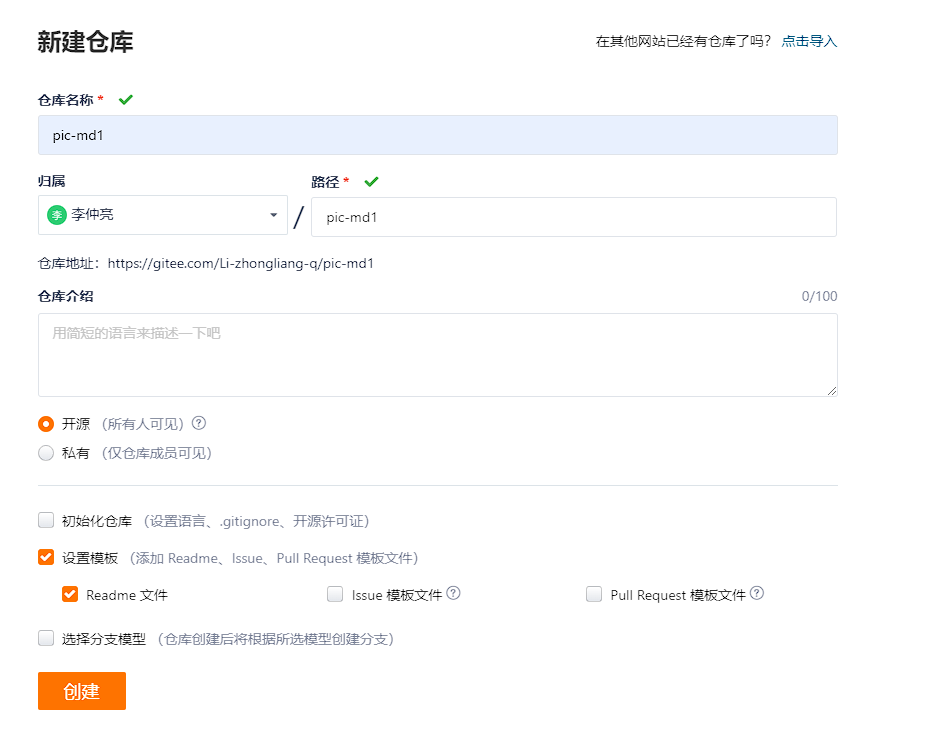 新建仓库
在其他网站已经有仓库了吗? 点击导入
仓库名称 *
pic-md1
归属
路径 *
李 李仲亮 / pic-md1
仓库地址：https://gitee.com/Li-zhongliang-q/pic-md1
仓库介绍 0/100
用简短的语言来描述一下吧
开源 （所有人可见）?
私有 （仅仓库成员可见）
初始化仓库 （设置语言、.gitignore、开源许可证）
设置模板 （添加 Readme、Issue、Pull Request 模板文件）
Readme 文件 Issue 模板文件 ? Pull Request 模板文件 ?
选择分支模型 （仓库创建后将根据所选模型创建分支）
创建